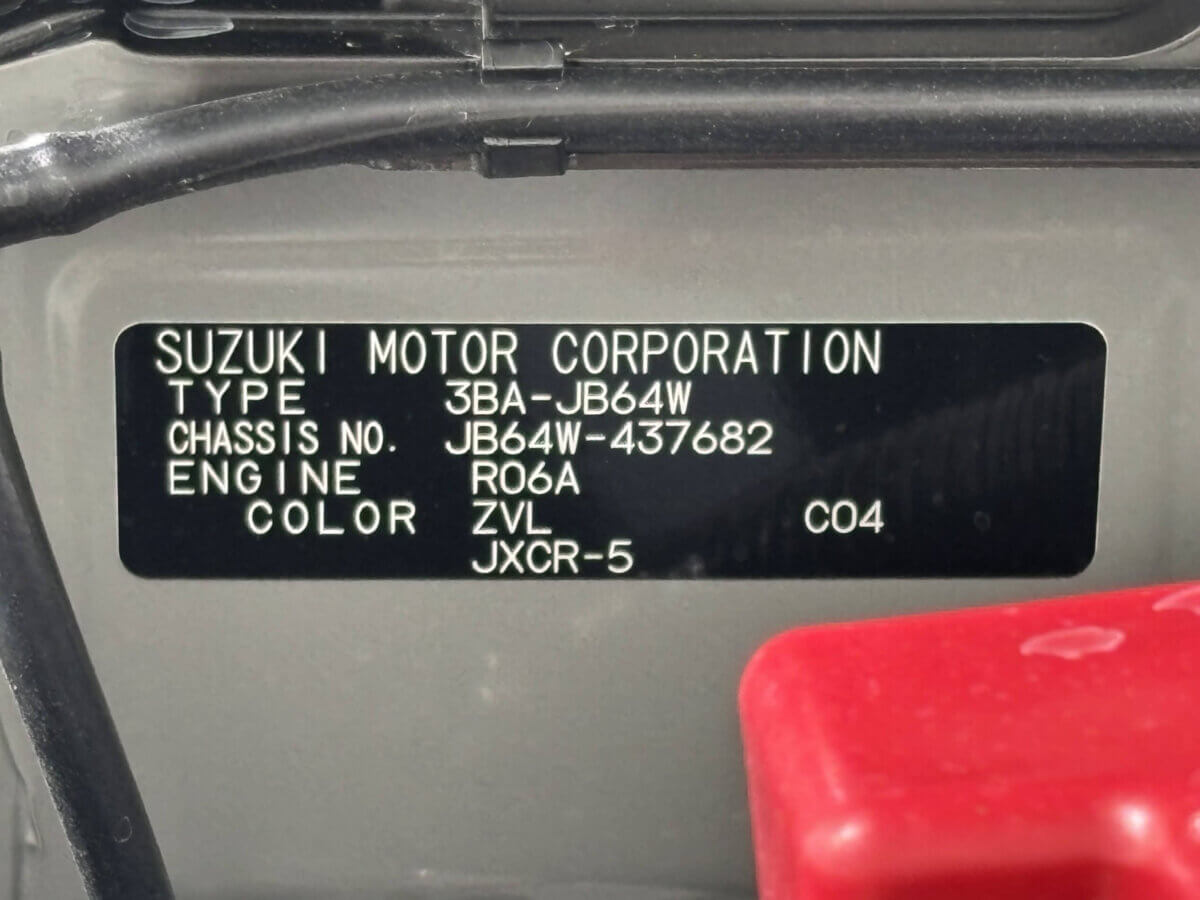 SUZUKI MOTOR CORPORATION
TYPE 3BA-JB64W
CHASSIS NO. JB64W-437682
ENGINE R06A
COLOR ZVL C04
JXCR-5